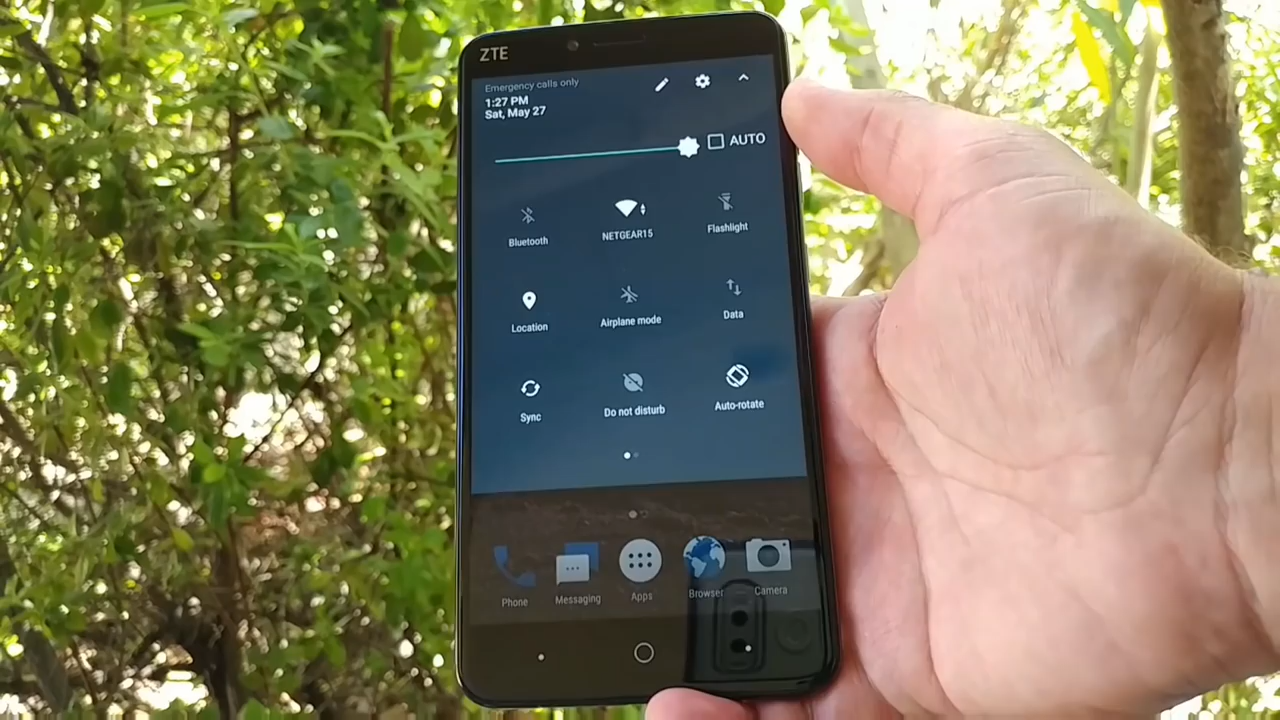 ZTE
Emergency calls only
1:27 PM
Sat, May 27
AUTO
Bluetooth
NETGEAR15
Flashlight
Location
Airplane mode
Data
Sync
Do not disturb
Auto-rotate
Phone
Messaging
Apps
Browser
Camera